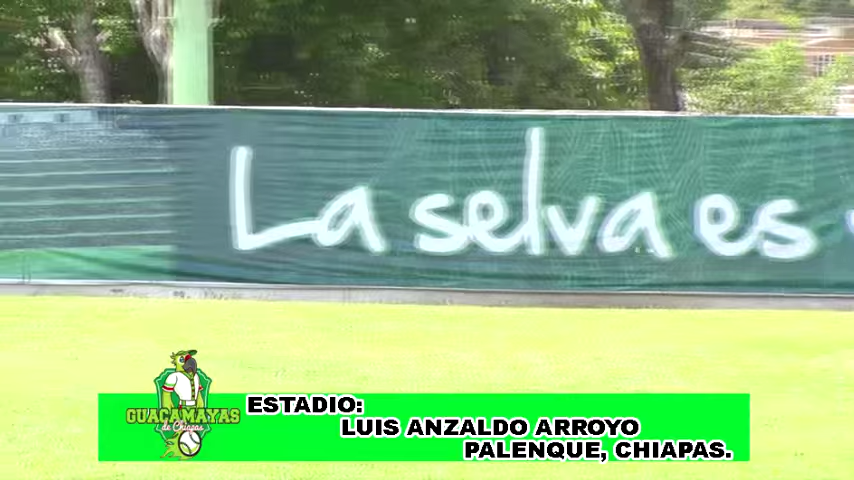 La selva es
GUACAMAYAS
de Chiapas
ESTADIO:
LUIS ANZALDO ARROYO
PALENQUE, CHIAPAS.